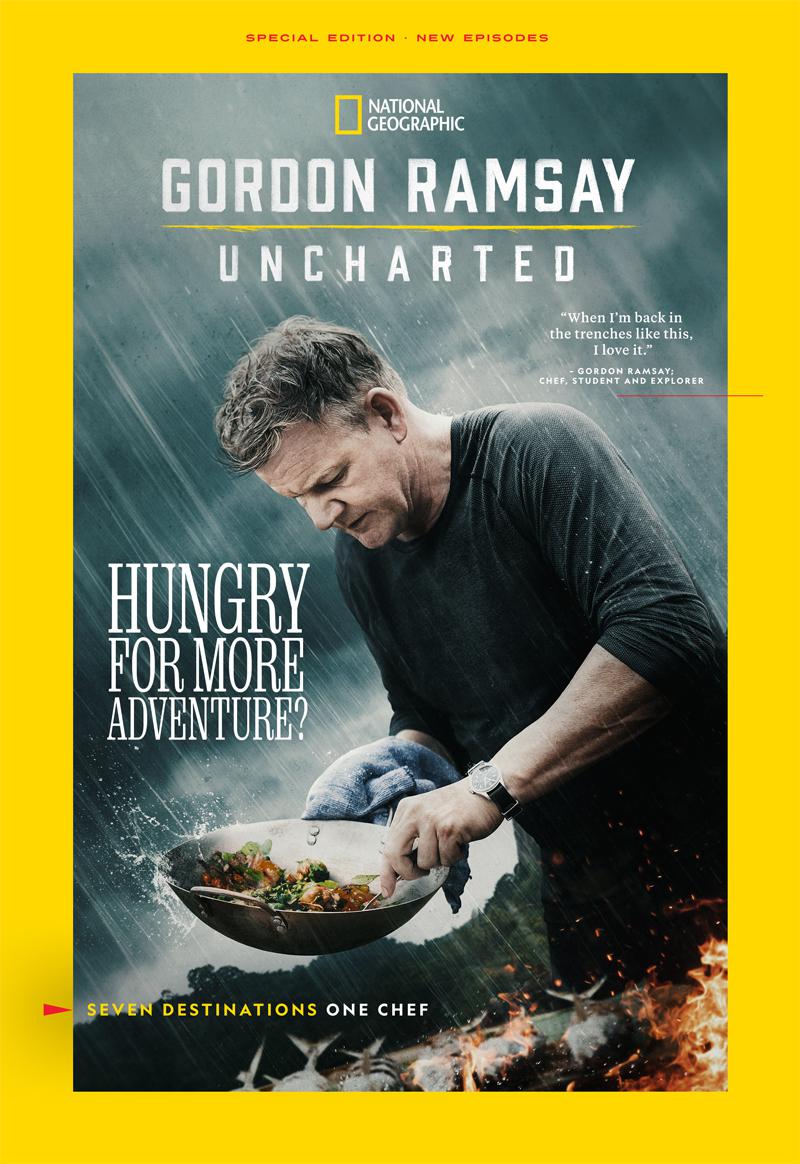 SPECIAL EDITION · NEW EPISODES
NATIONAL
GEOGRAPHIC
GORDON RAMSAY
UNCHARTED
“When I’m back in
the trenches like this,
I love it.”
– GORDON RAMSAY;
CHEF, STUDENT AND EXPLORER
HUNGRY
FOR MORE
ADVENTURE?
SEVEN DESTINATIONS ONE CHEF